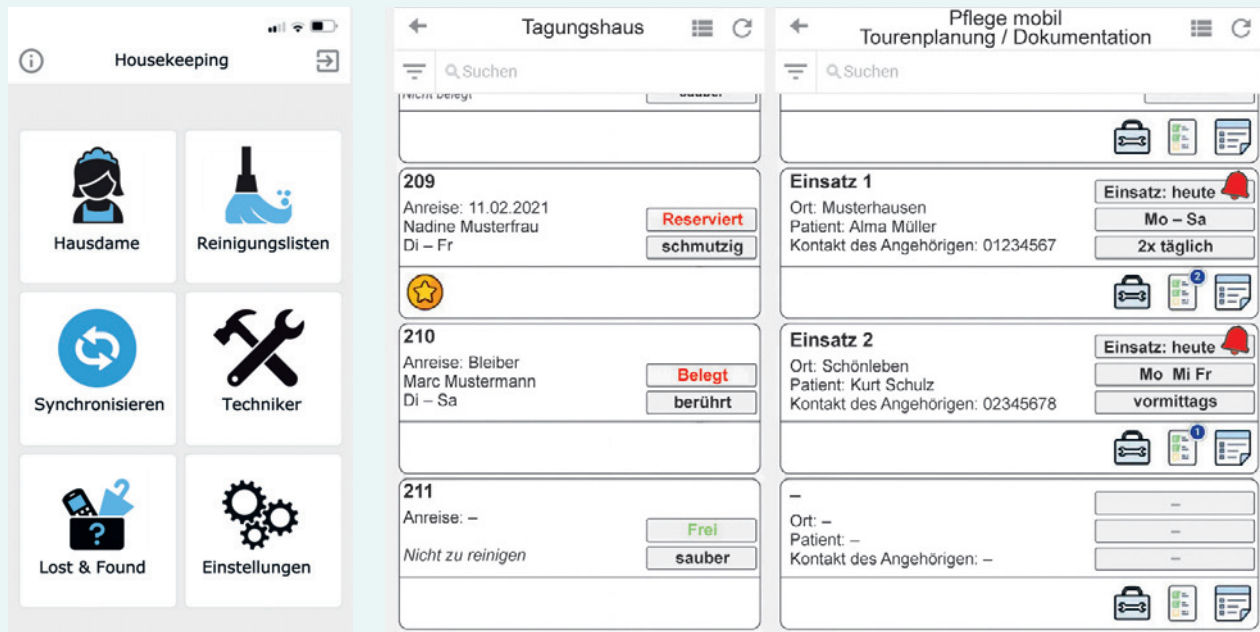 Housekeeping
Hausdame
Reinigungslisten
Synchronisieren
Techniker
?
Lost & Found
Einstellungen
Tagungshaus
Suchen
Nicht belegt
sauber
209
Anreise: 11.02.2021
Nadine Musterfrau
Di – Fr
Reserviert
schmutzig
210
Anreise: Bleiber
Marc Mustermann
Di – Sa
Belegt
berührt
211
Anreise: –
Nicht zu reinigen
Frei
sauber
Pflege mobil
Tourenplanung / Dokumentation
Suchen
Einsatz 1
Ort: Musterhausen
Patient: Alma Müller
Kontakt des Angehörigen: 01234567
Einsatz: heute
Mo – Sa
2x täglich
2
Einsatz 2
Ort: Schönleben
Patient: Kurt Schulz
Kontakt des Angehörigen: 02345678
Einsatz: heute
Mo Mi Fr
vormittags
1
–
Ort: –
Patient: –
Kontakt des Angehörigen: –
–
–
–